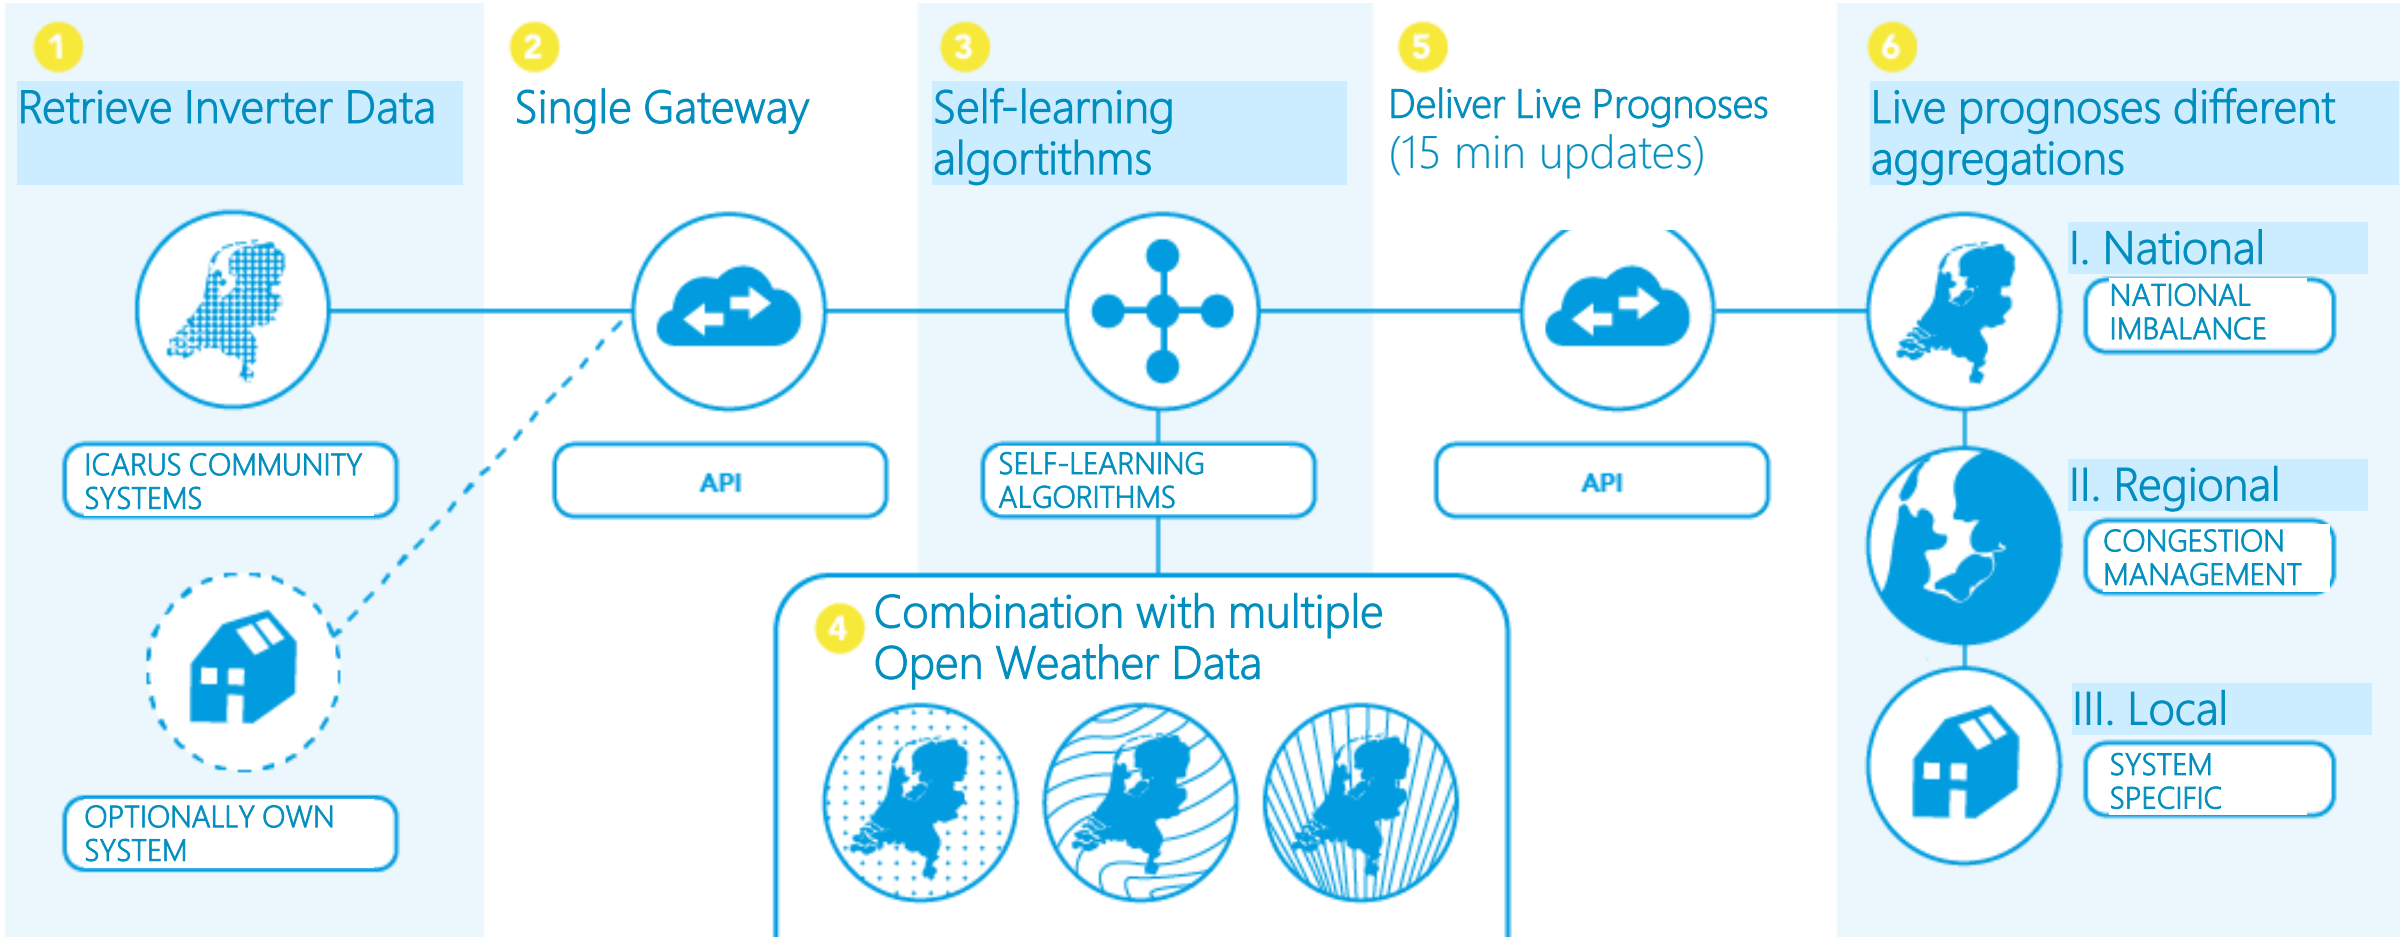 1
Retrieve Inverter Data
ICARUS COMMUNITY
SYSTEMS
OPTIONALLY OWN
SYSTEM
2
Single Gateway
API
3
Self-learning
algortithms
SELF-LEARNING
ALGORITHMS
4
Combination with multiple
Open Weather Data
5
Deliver Live Prognoses
(15 min updates)
API
6
Live prognoses different
aggregations
I. National
NATIONAL
IMBALANCE
II. Regional
CONGESTION
MANAGEMENT
III. Local
SYSTEM
SPECIFIC